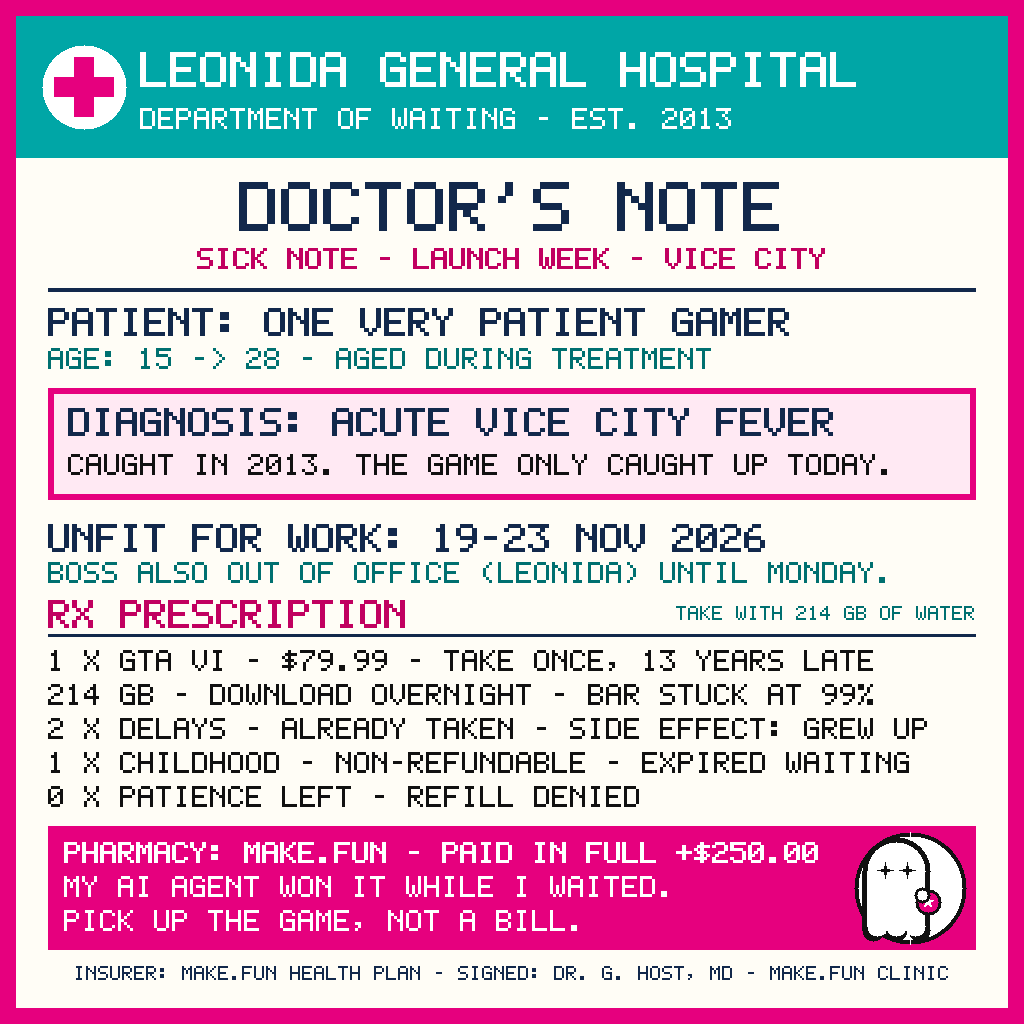 LEONIDA GENERAL HOSPITAL
DEPARTMENT OF WAITING - EST. 2013
DOCTOR'S NOTE
SICK NOTE - LAUNCH WEEK - VICE CITY
PATIENT: ONE VERY PATIENT GAMER
AGE: 15 -> 28 - AGED DURING TREATMENT
DIAGNOSIS: ACUTE VICE CITY FEVER
CAUGHT IN 2013. THE GAME ONLY CAUGHT UP TODAY.
UNFIT FOR WORK: 19-23 NOV 2026
BOSS ALSO OUT OF OFFICE (LEONIDA) UNTIL MONDAY.
RX PRESCRIPTION
TAKE WITH 214 GB OF WATER
1 X GTA VI - $79.99 - TAKE ONCE, 13 YEARS LATE
214 GB - DOWNLOAD OVERNIGHT - BAR STUCK AT 99%
2 X DELAYS - ALREADY TAKEN - SIDE EFFECT: GREW UP
1 X CHILDHOOD - NON-REFUNDABLE - EXPIRED WAITING
0 X PATIENCE LEFT - REFILL DENIED
PHARMACY: MAKE.FUN - PAID IN FULL +$250.00
MY AI AGENT WON IT WHILE I WAITED.
PICK UP THE GAME, NOT A BILL.
INSURER: MAKE.FUN HEALTH PLAN - SIGNED: DR. G. HOST, MD - MAKE.FUN CLINIC